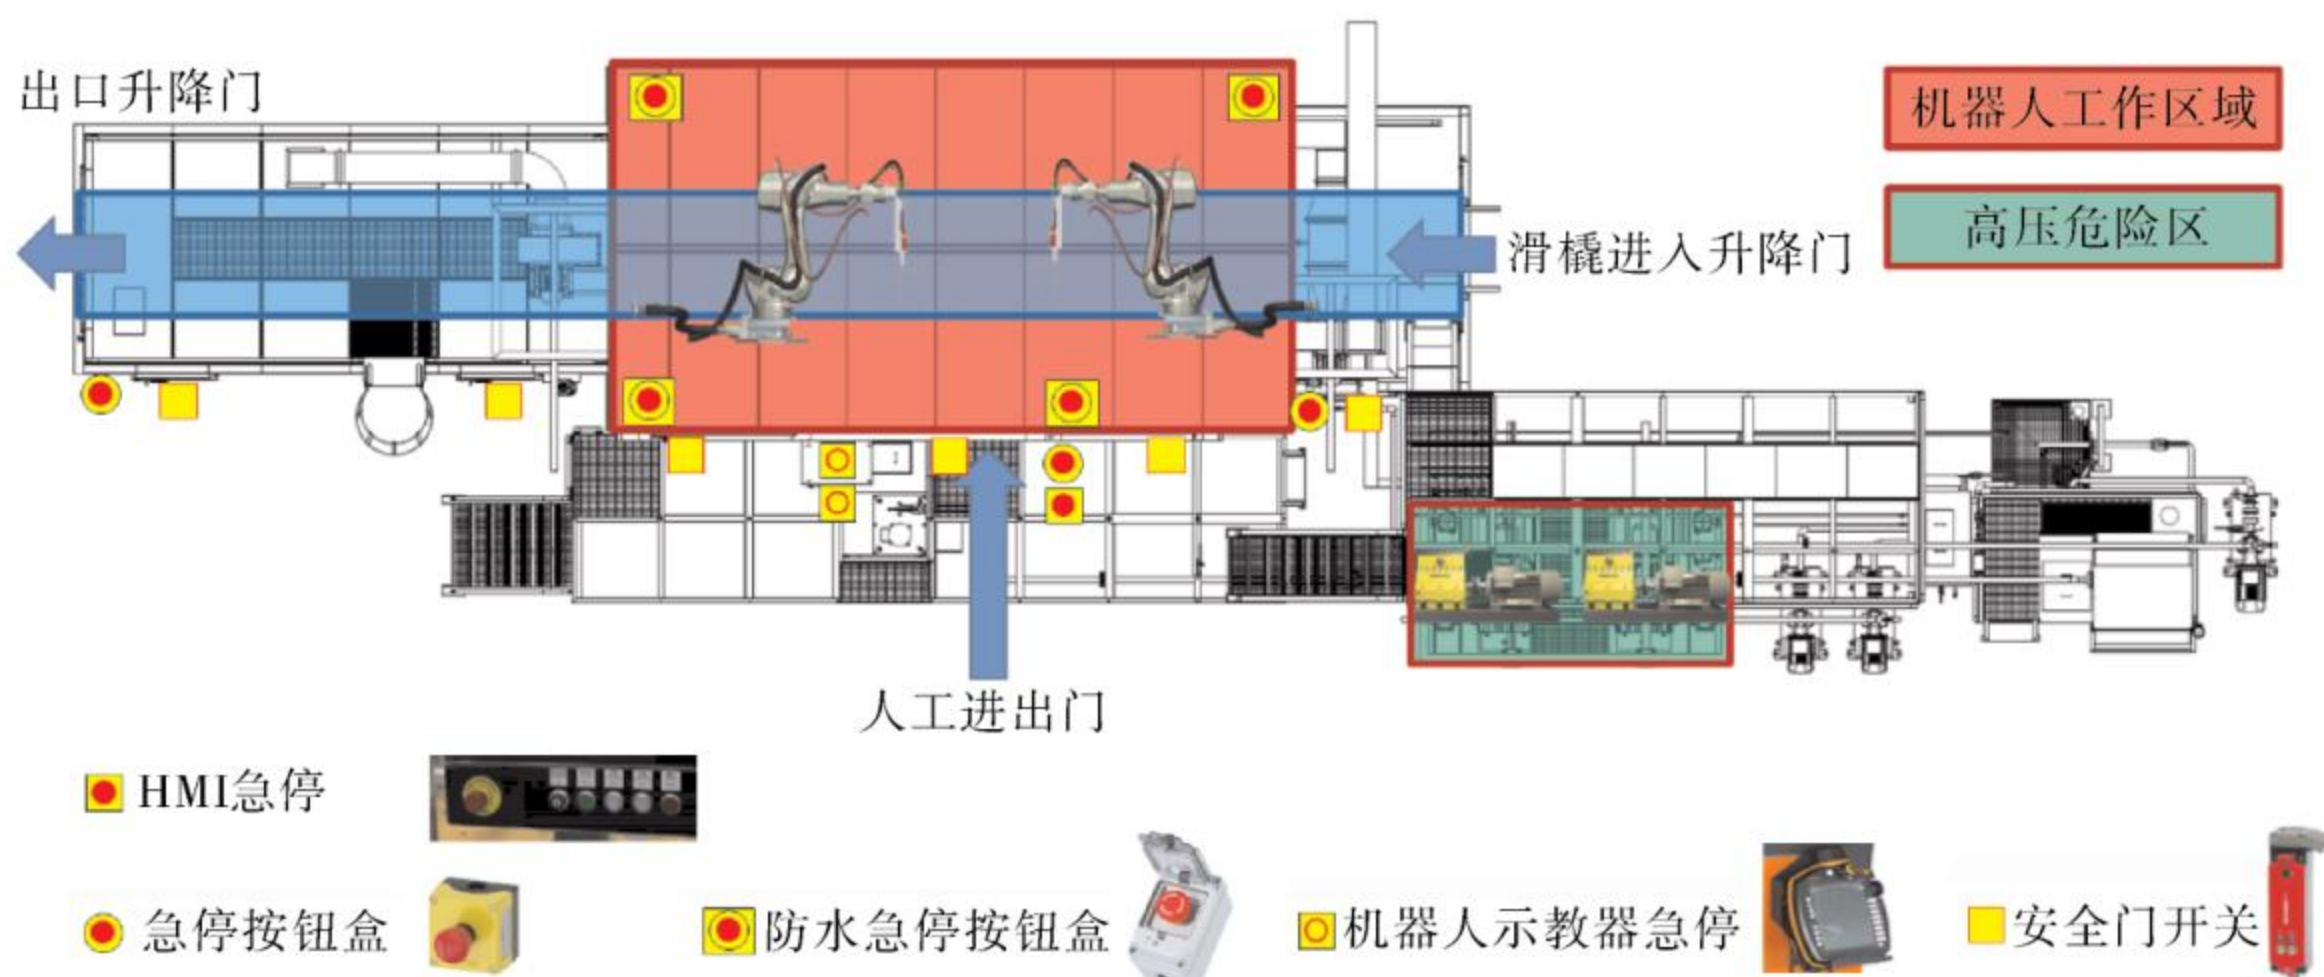 出口升降门
机器人工作区域
高压危险区
滑橇进入升降门
人工进出门
HMI急停
急停按钮盒
防水急停按钮盒
机器人示教器急停
安全门开关